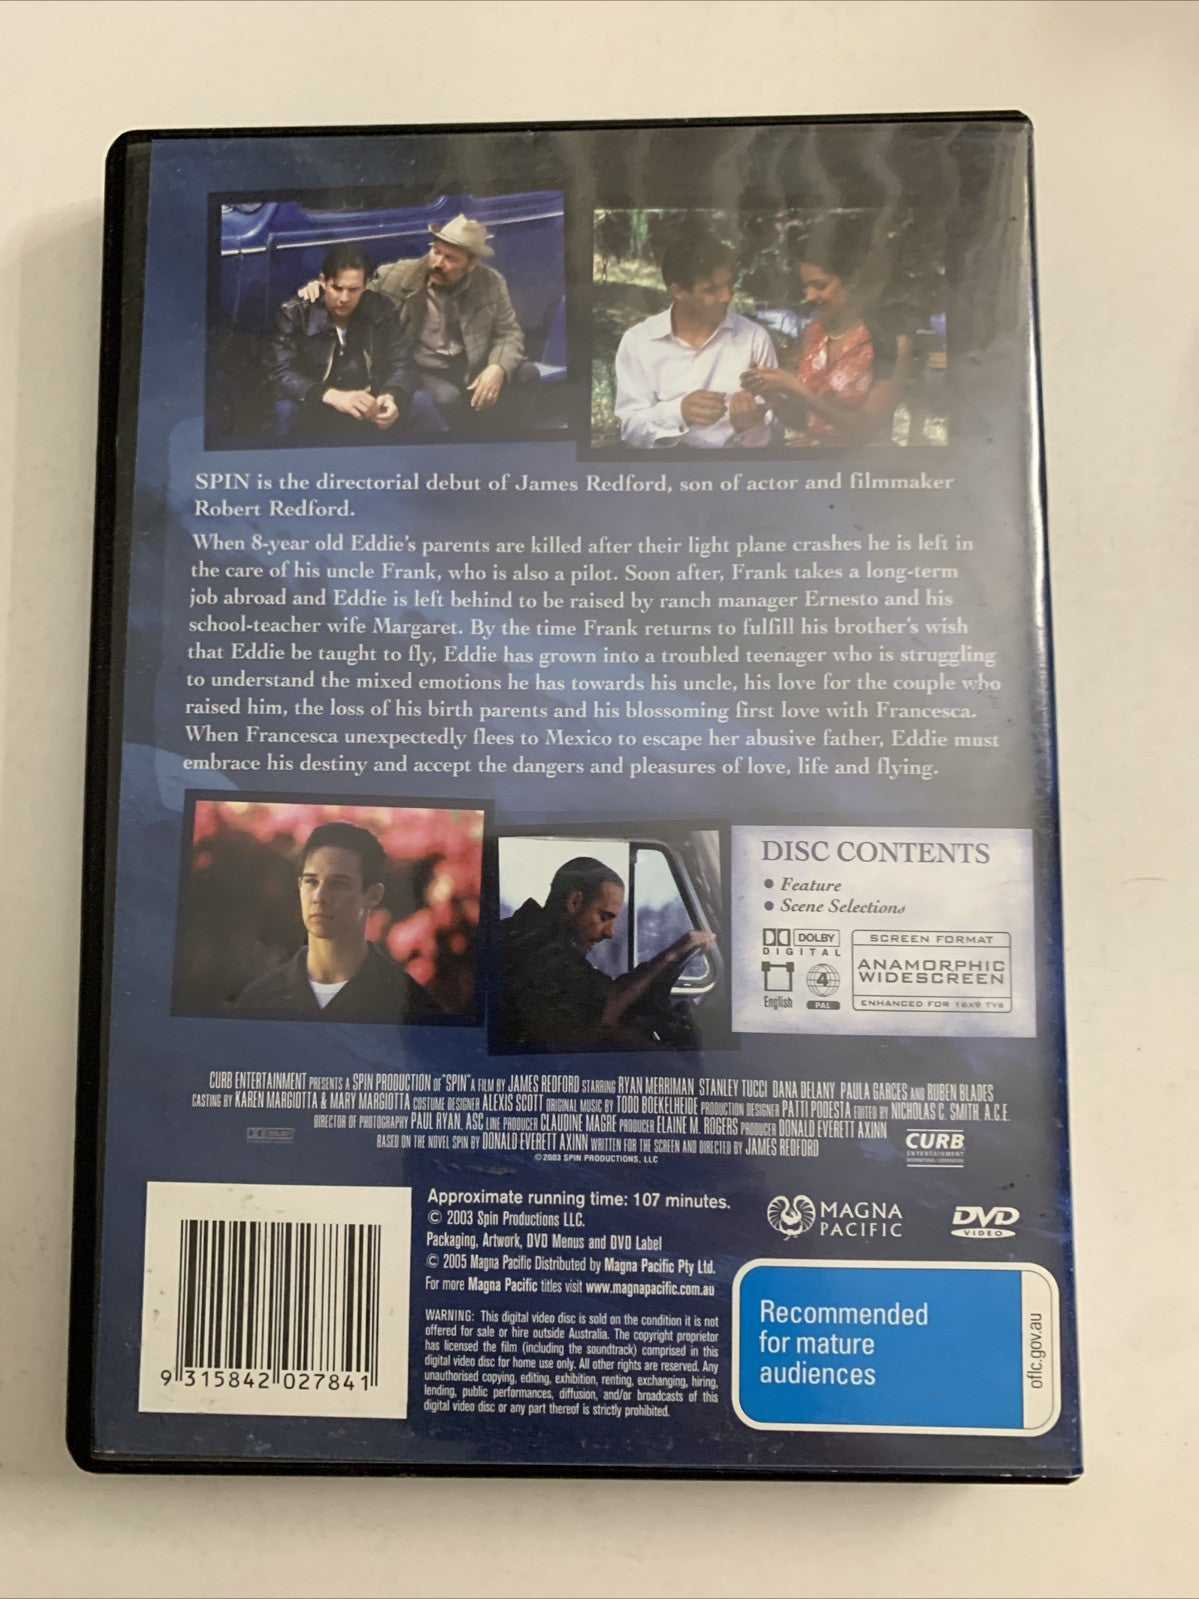 SPIN is the directorial debut of James Redford, son of actor and filmmaker
Robert Redford.
When 8-year old Eddie's parents are killed after their light plane crashes he is left in
the care of his uncle Frank, who is also a pilot. Soon after, Frank takes a long-term
job abroad and Eddie is left behind to be raised by ranch manager Ernesto and his
school-teacher wife Margaret. By the time Frank returns to fulfill his brother's wish
that Eddie be taught to fly, Eddie has grown into a troubled teenager who is struggling
to understand the mixed emotions he has towards his uncle, his love for the couple who
raised him, the loss of his birth parents and his blossoming first love with Francesca.
When Francesca unexpectedly flees to Mexico to escape her abusive father, Eddie must
embrace his destiny and accept the dangers and pleasures of love, life and flying.
DISC CONTENTS
• Feature
• Scene Selections
DOLBY
DIGITAL
English
4
PAL
SCREEN FORMAT
ANAMORPHIC
WIDESCREEN
ENHANCED FOR 16x9 TVs
CURB ENTERTAINMENT PRESENTS A SPIN PRODUCTION OF "SPIN" A FILM BY JAMES REDFORD STARRING RYAN MERRIMAN STANLEY TUCCI DANA DELANY PAULA GARCES AND RUBEN BLADES
CASTING BY KAREN MARGIOTTA & MARY MARGIOTTA COSTUME DESIGNER ALEXIS SCOTT ORIGINAL MUSIC BY TODD BOEKELHEIDE PRODUCTION DESIGNER PATTI PODESTA EDITED BY NICHOLAS C. SMITH, A.C.E.
DIRECTOR OF PHOTOGRAPHY PAUL RYAN, ASC LINE PRODUCER CLAUDINE MAGRE PRODUCER ELAINE M. ROGERS PRODUCER DONALD EVERETT AXINN
BASED ON THE NOVEL SPIN BY DONALD EVERETT AXINN WRITTEN FOR THE SCREEN AND DIRECTED BY JAMES REDFORD
©2003 SPIN PRODUCTIONS, LLC
DOLBY
CURB
ENTERTAINMENT
INTERNATIONAL CORPORATION
9 315842 027841
Approximate running time: 107 minutes.
© 2003 Spin Productions LLC.
Packaging, Artwork, DVD Menus and DVD Label
© 2005 Magna Pacific Distributed by Magna Pacific Pty Ltd.
For more Magna Pacific titles visit www.magnapacific.com.au
WARNING: This digital video disc is sold on the condition it is not
offered for sale or hire outside Australia. The copyright proprietor
has licensed the film (including the soundtrack) comprised in this
digital video disc for home use only. All other rights are reserved. Any
unauthorised copying, editing, exhibition, renting, exchanging, hiring,
lending, public performances, diffusion, and/or broadcasts of this
digital video disc or any part thereof is strictly prohibited.
MAGNA
PACIFIC
DVD
VIDEO
Recommended
for mature
audiences
oflc.gov.au